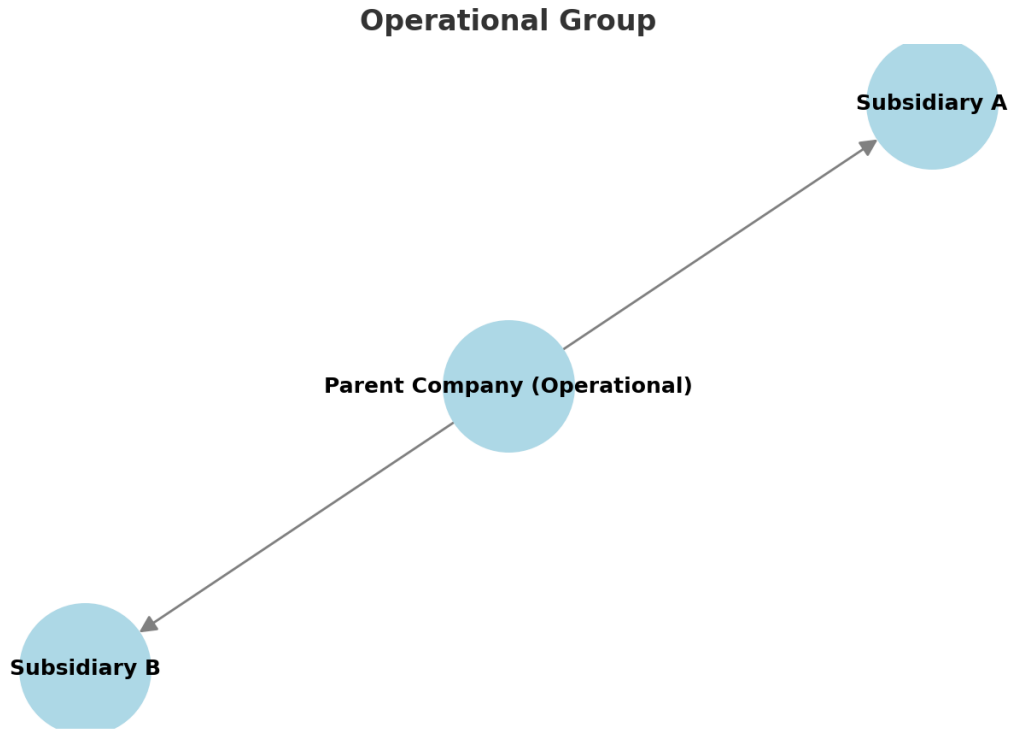 Operational Group
Subsidiary A
Parent Company (Operational)
Subsidiary B